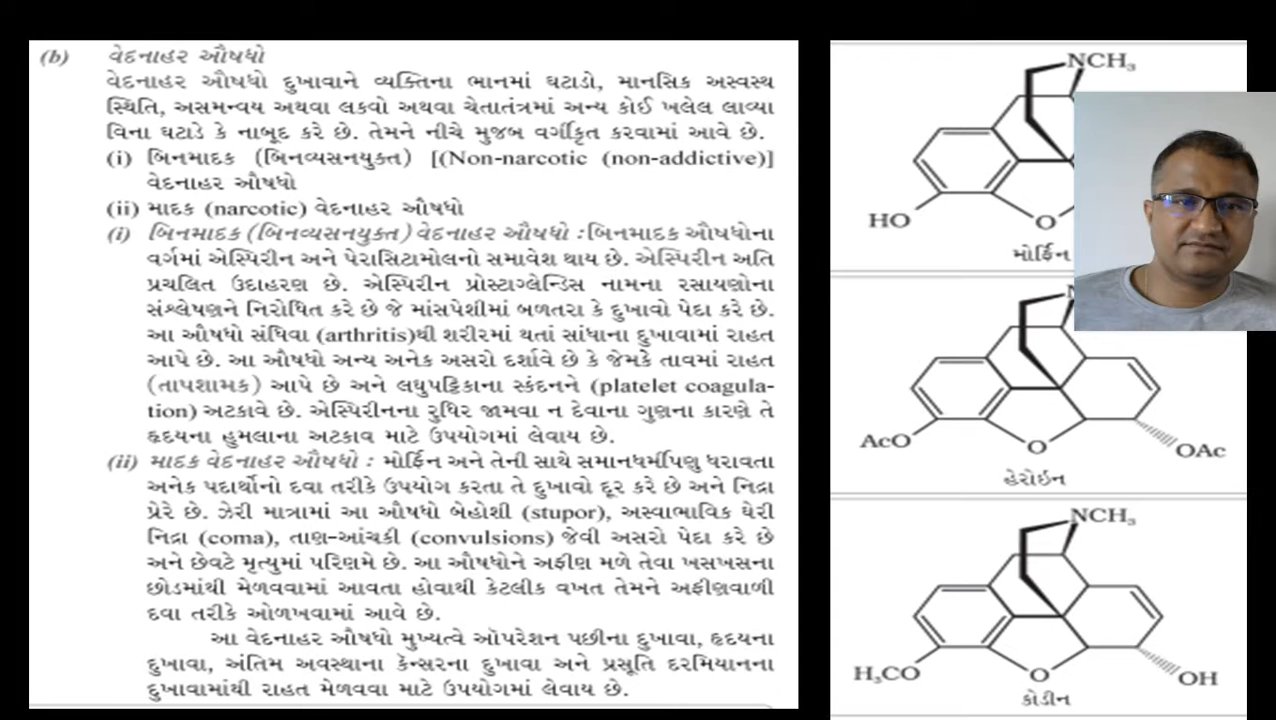 (b) વેદનાહર ઔષધો
વેદનાહર ઔષધો દુખાવાને વ્યક્તિના ભાનમાં ઘટાડો, માનસિક અસ્વસ્થ
સ્થિતિ, અસમન્વય અથવા લકવો અથવા ચેતાતંત્રમાં અન્ય કોઈ ખલેલ લાવ્યા
વિના ઘટાડે કે નાબૂદ કરે છે. તેમને નીચે મુજબ વર્ગીકૃત કરવામાં આવે છે.
(i) બિનમાદક (બિનવ્યસનયુક્ત) [(Non-narcotic (non-addictive)]
વેદનાહર ઔષધો
(ii) માદક (narcotic) વેદનાહર ઔષધો
(i) બિનમાદક (બિનવ્યસનયુક્ત) વેદનાહર ઔષધો : બિનમાદક ઔષધોના
વર્ગમાં એસ્પિરીન અને પેરાસિટામોલનો સમાવેશ થાય છે. એસ્પિરીન અતિ
પ્રચલિત ઉદાહરણ છે. એસ્પિરીન પ્રોસ્ટાગ્લેન્ડિસ નામના રસાયણોના
સંશ્લેષણને નિરોધિત કરે છે જે માંસપેશીમાં બળતરા કે દુખાવો પેદા કરે છે.
આ ઔષધો સંધિવા (arthritis)થી શરીરમાં થતાં સાંધાના દુખાવામાં રાહત
આપે છે. આ ઔષધો અન્ય અનેક અસરો દર્શાવે છે કે જેમકે તાવમાં રાહત
(તાપશામક) આપે છે અને લઘુપટ્ટિકાના સ્કંદનને (platelet coagula-
tion) અટકાવે છે. એસ્પિરીનના રુધિર જામવા ન દેવાના ગુણના કારણે તે
હૃદયના હુમલાના અટકાવ માટે ઉપયોગમાં લેવાય છે.
(ii) માદક વેદનાહર ઔષધો : મોર્ફિન અને તેની સાથે સમાનધર્મીપણુ ધરાવતા
અનેક પદાર્થોનો દવા તરીકે ઉપયોગ કરતા તે દુખાવો દૂર કરે છે અને નિદ્રા
પ્રેરે છે. ઝેરી માત્રામાં આ ઔષધો બેહોશી (stupor), અસ્વાભાવિક ઘેરી
નિદ્રા (coma), તાણ-આંચકી (convulsions) જેવી અસરો પેદા કરે છે
અને છેવટે મૃત્યુમાં પરિણમે છે. આ ઔષધોને અફીણ મળે તેવા ખસખસના
છોડમાંથી મેળવવામાં આવતા હોવાથી કેટલીક વખત તેમને અફીણવાળી
દવા તરીકે ઓળખવામાં આવે છે.
આ વેદનાહર ઔષધો મુખ્યત્વે ઑપરેશન પછીના દુખાવા, હૃદયના
દુખાવા, અંતિમ અવસ્થાના કૅન્સરના દુખાવા અને પ્રસૂતિ દરમિયાનના
દુખાવામાંથી રાહત મેળવવા માટે ઉપયોગમાં લેવાય છે.
NCH₃
HO
O
મોર્ફિન
AcO
O
OAc
હેરોઇન
NCH₃
H₃CO
O
OH
કોડીન